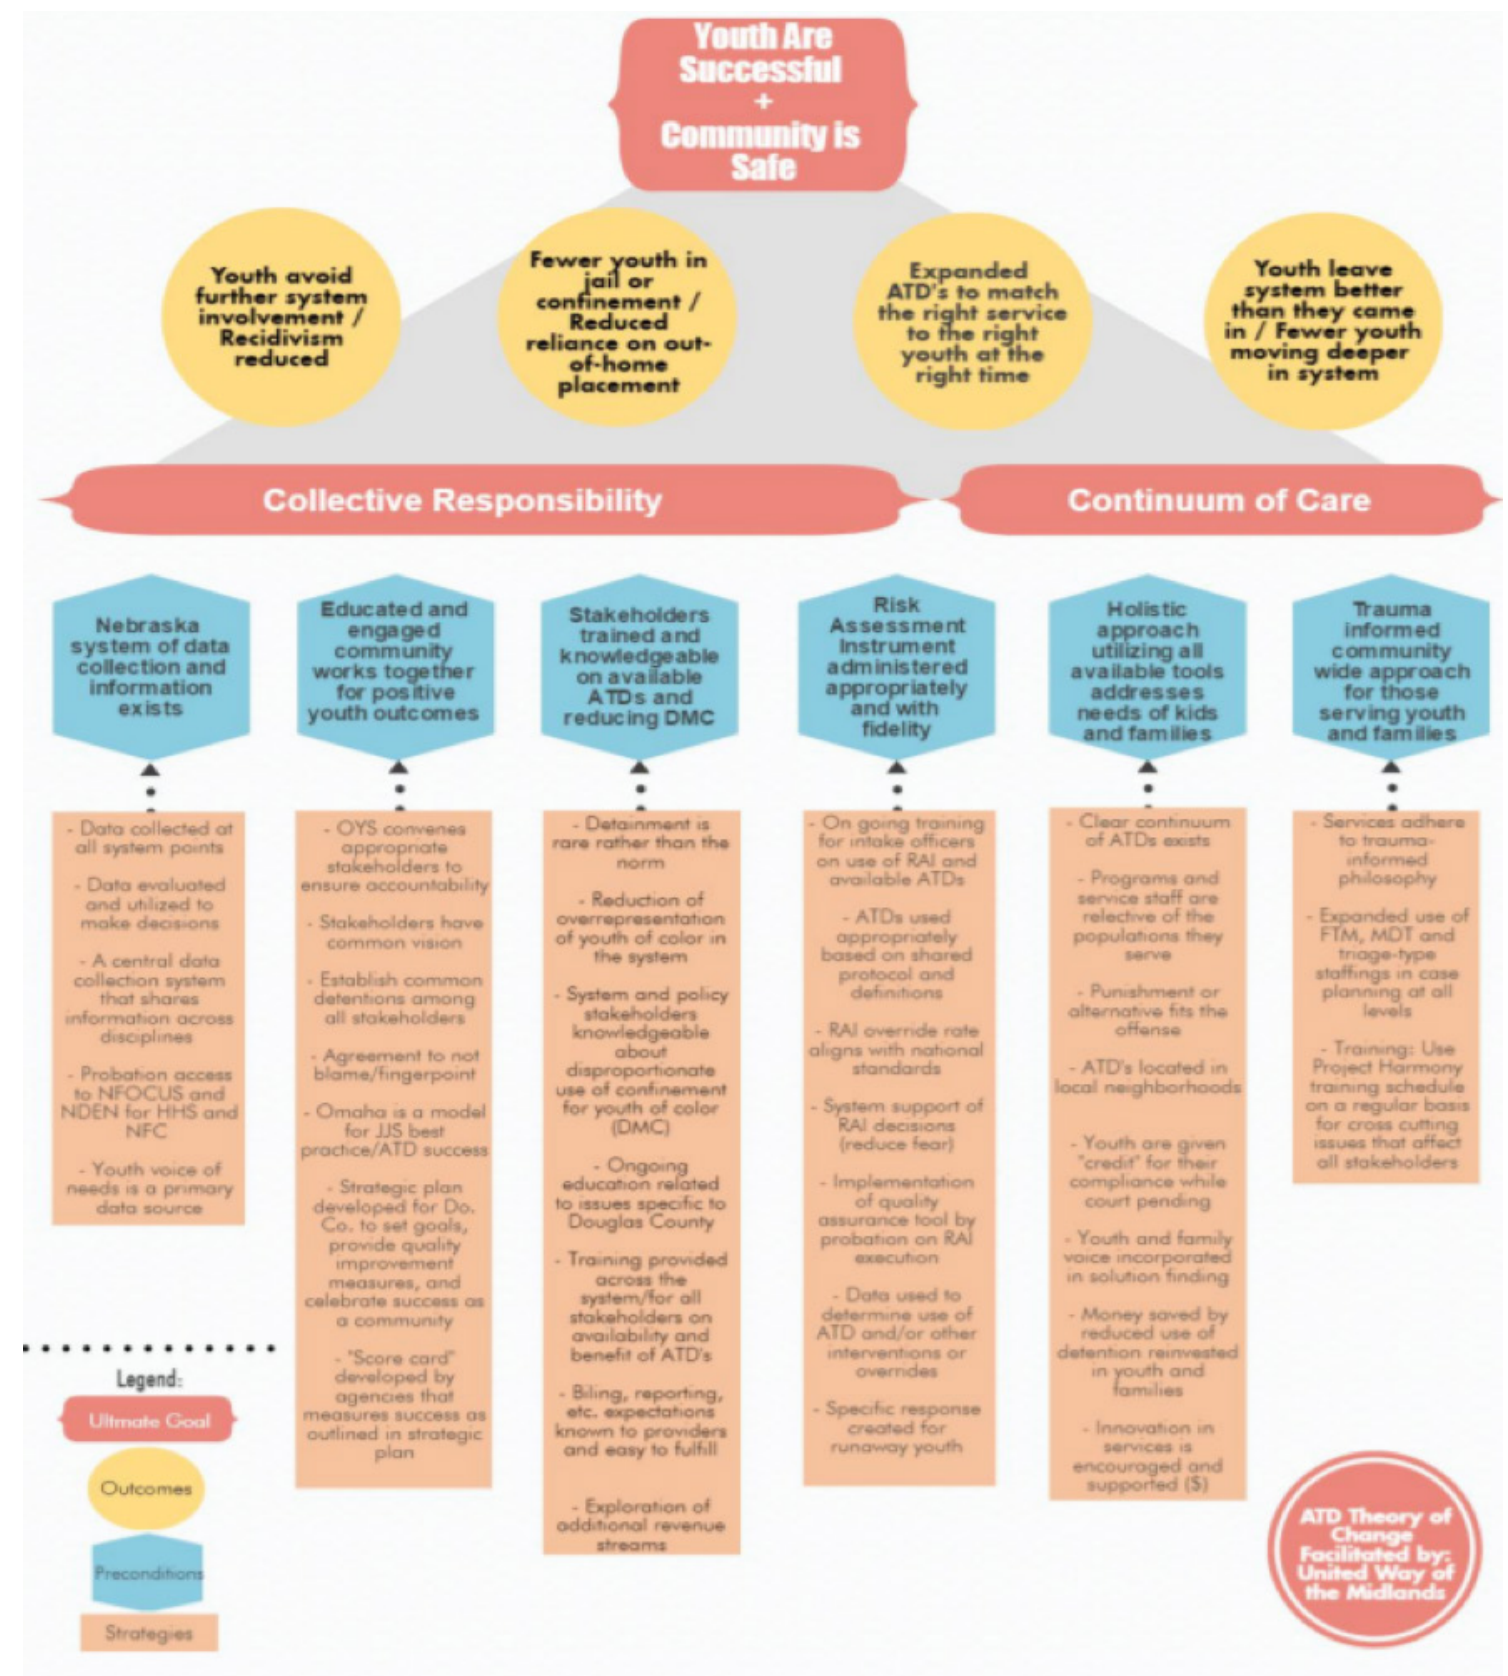 Youth Are
Successful
+
Community is
Safe
Youth avoid
further system
involvement /
Recidivism
reduced
Fewer youth in
jail or
confinement /
Reduced
reliance on out-
of-home
placement
Expanded
ATD's to match
the right service
to the right
youth at the
right time
Youth leave
system better
than they came
in / Fewer youth
moving deeper
in system
Collective Responsibility
Continuum of Care
Nebraska
system of data
collection and
information
exists
Educated and
engaged
community
works together
for positive
youth outcomes
Stakeholders
trained and
knowledgeable
on available
ATDs and
reducing DMC
Risk
Assessment
Instrument
administered
appropriately
and with
fidelity
Holistic
approach
utilizing all
available tools
addresses
needs of kids
and families
Trauma
informed
community
wide approach
for those
serving youth
and families
- Data collected at
all system points
- Data evaluated
and utilized to
make decisions
- A central data
collection system
that shares
information across
disciplines
- Probation access
to NFOCUS and
NDEN for HHS and
NFC
- Youth voice of
needs is a primary
data source
- OYS convenes
appropriate
stakeholders to
ensure accountability
- Stakeholders have
common vision
- Establish common
detentions among
all stakeholders
- Agreement to not
blame/fingerpoint
- Omaha is a model
for JJS best
practice/ATD success
- Strategic plan
developed for Do.
Co. to set goals,
provide quality
improvement
measures, and
celebrate success as
a community
- "Score card"
developed by
agencies that
measures success as
outlined in strategic
plan
- Detainment is
rare rather than the
norm
- Reduction of
overrepresentation
of youth of color in
the system
- System and policy
stakeholders
knowledgeable
about
disproportionate
use of confinement
for youth of color
(DMC)
- Ongoing
education related
to issues specific to
Douglas County
- Training provided
across the
system/for all
stakeholders on
availability and
benefit of ATD's
- Biling, reporting,
etc. expectations
known to providers
and easy to fulfill
- Exploration of
additional revenue
streams
- On going training
for intake officers
on use of RAI and
available ATDs
- ATDs used
appropriately
based on shared
protocol and
definitions
- RAI override rate
aligns with national
standards
- System support of
RAI decisions
(reduce fear)
- Implementation
of quality
assurance tool by
probation on RAI
execution
- Data used to
determine use of
ATD and/or other
interventions or
overrides
- Specific response
created for
runaway youth
- Clear continuum
of ATDs exists
- Programs and
service staff are
relective of the
populations they
serve
- Punishment or
alternative fits the
offense
- ATD's located in
local neighborhoods
- Youth are given
"credit" for their
compliance while
court pending
- Youth and family
voice incorporated
in solution finding
- Money saved by
reduced use of
detention reinvested
in youth and
families
- Innovation in
services is
encouraged and
supported ($)
- Services adhere
to trauma-
informed
philosophy
- Expanded use of
FTM, MDT and
triage-type
staffings in case
planning at all
levels
- Training: Use
Project Harmony
training schedule
on a regular basis
for cross cutting
issues that affect
all stakeholders
Legend:
Ultmate Goal
Outcomes
Preconditions
Strategies
ATD Theory of
Change
Facilitated by:
United Way of
the Midlands